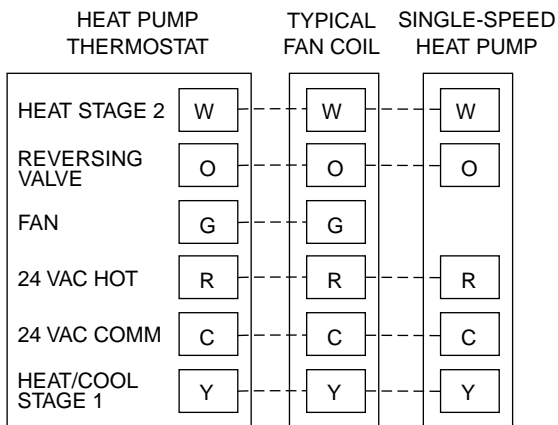 HEAT PUMP
THERMOSTAT
TYPICAL
FAN COIL
SINGLE-SPEED
HEAT PUMP
HEAT STAGE 2 W W W
REVERSING
VALVE O O O
FAN G G
24 VAC HOT R R R
24 VAC COMM C C C
HEAT/COOL
STAGE 1 Y Y Y